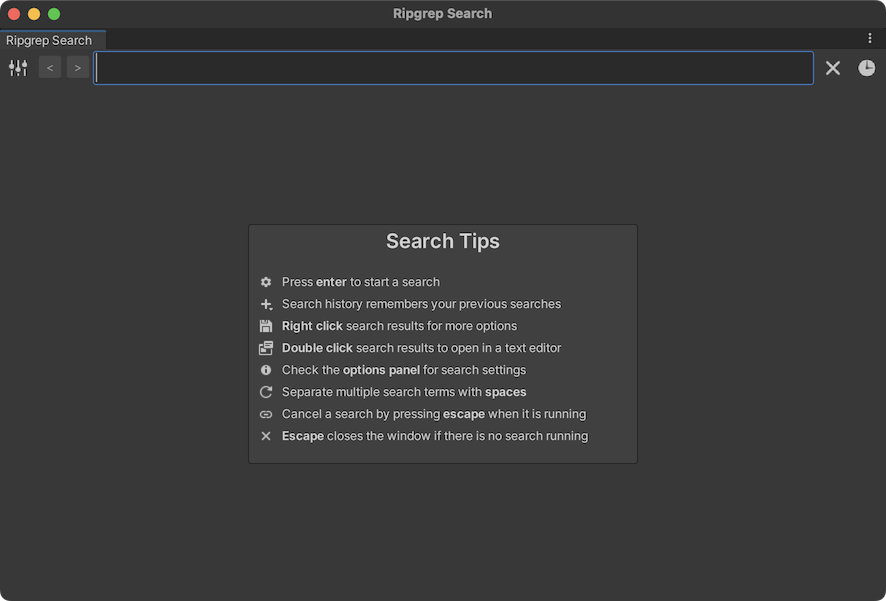 Ripgrep Search
Ripgrep Search
< >
Search Tips
Press enter to start a search
Search history remembers your previous searches
Right click search results for more options
Double click search results to open in a text editor
Check the options panel for search settings
Separate multiple search terms with spaces
Cancel a search by pressing escape when it is running
Escape closes the window if there is no search running